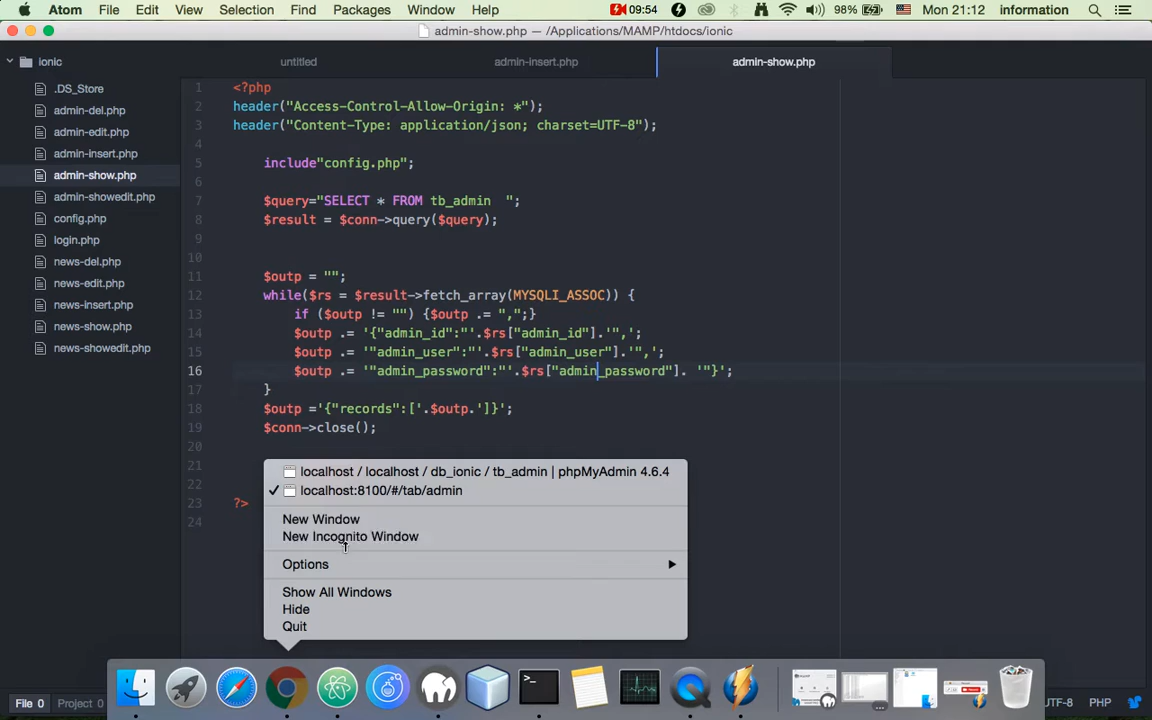 Atom File Edit View Selection Find Packages Window Help 09:54 98% Mon 21:12 information
admin-show.php — /Applications/MAMP/htdocs/ionic
ionic
untitled
admin-insert.php
admin-show.php
.DS_Store
admin-del.php
admin-edit.php
admin-insert.php
admin-show.php
admin-showedit.php
config.php
login.php
news-del.php
news-edit.php
news-insert.php
news-show.php
news-showedit.php
1 <?php
2 header("Access-Control-Allow-Origin: *");
3 header("Content-Type: application/json; charset=UTF-8");
4
5 include"config.php";
6
7 $query="SELECT * FROM tb_admin  ";
8 $result = $conn->query($query);
9
10
11 $outp = "";
12 while($rs = $result->fetch_array(MYSQLI_ASSOC)) {
13 if ($outp != "") {$outp .= ",";}
14 $outp .= '{"admin_id":"'.$rs["admin_id"].'",';
15 $outp .= '"admin_user":"'.$rs["admin_user"].'",';
16 $outp .= '"admin_password":"'.$rs["admin_password"]. '"}';
17 }
18 $outp ='{"records":['.$outp.']}';
19 $conn->close();
20
21
22
23 ?>
24
localhost / localhost / db_ionic / tb_admin | phpMyAdmin 4.6.4
✓ localhost:8100/#/tab/admin
New Window
New Incognito Window
Options
Show All Windows
Hide
Quit
File 0 Project 0 UTF-8 PHP